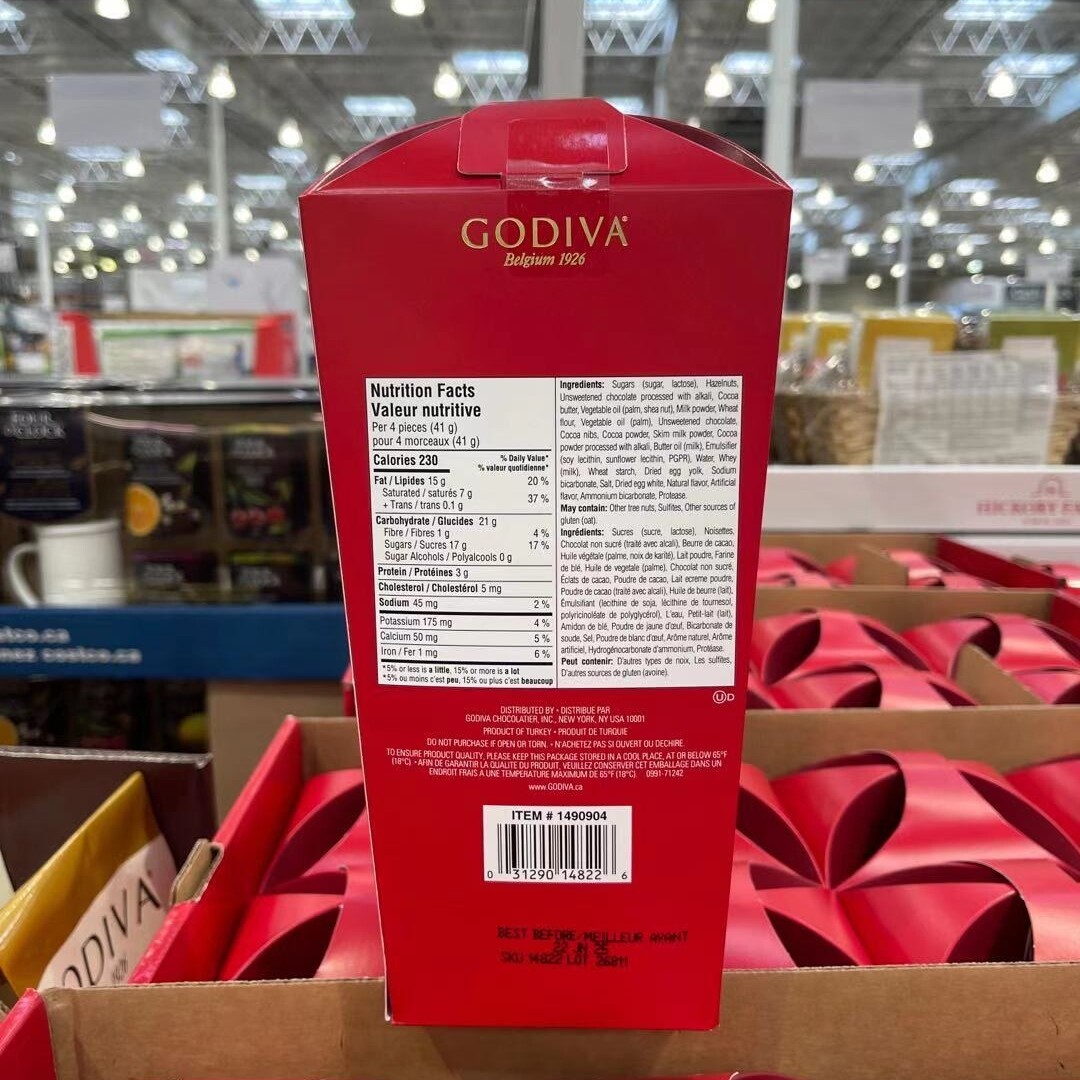 GODIVA
Belgium 1926
Nutrition Facts
Valeur nutritive
Per 4 pieces (41 g)
pour 4 morceaux (41 g)
Calories 230
% Daily Value*
% valeur quotidienne*
Fat / Lipides 15 g 20 %
Saturated / saturés 7 g
+ Trans / trans 0.1 g 37 %
Carbohydrate / Glucides 21 g
Fibre / Fibres 1 g 4 %
Sugars / Sucres 17 g 17 %
Sugar Alcohols / Polyalcools 0 g
Protein / Protéines 3 g
Cholesterol / Cholestérol 5 mg
Sodium 45 mg 2 %
Potassium 175 mg 4 %
Calcium 50 mg 5 %
Iron / Fer 1 mg 6 %
*5% or less is a little, 15% or more is a lot
*5% ou moins c'est peu, 15% ou plus c'est beaucoup
Ingredients: Sugars (sugar, lactose), Hazelnuts,
Unsweetened chocolate processed with alkali, Cocoa
butter, Vegetable oil (palm, shea nut), Milk powder, Wheat
flour, Vegetable oil (palm), Unsweetened chocolate,
Cocoa nibs, Cocoa powder, Skim milk powder, Cocoa
powder processed with alkali, Butter oil (milk), Emulsifier
(soy lecithin, sunflower lecithin, PGPR), Water, Whey
(milk), Wheat starch, Dried egg yolk, Sodium
bicarbonate, Salt, Dried egg white, Natural flavor, Artificial
flavor, Ammonium bicarbonate, Protease.
May contain: Other tree nuts, Sulfites, Other sources of
gluten (oat).
Ingrédients: Sucres (sucre, lactose), Noisettes,
Chocolat non sucré (traité avec alcali), Beurre de cacao,
Huile végétale (palme, noix de karité), Lait poudre, Farine
de blé, Huile de vegetale (palme), Chocolat non sucré,
Éclats de cacao, Poudre de cacao, Lait ecreme poudre,
Poudre de cacao (traité avec alcali), Huile de beurre (lait),
Émulsifiant (lecithine de soja, lécithine de tournesol,
polyricinoléate de polyglycérol), L'eau, Petit-lait (lait),
Amidon de blé, Poudre de jaune d'œuf, Bicarbonate de
soude, Sel, Poudre de blanc d'œuf, Arôme naturel, Arôme
artificiel, Hydrogénocarbonate d'ammonium, Protéase.
Peut contenir: D'autres types de noix, Les sulfites,
D'autres sources de gluten (avoine).
UD
DISTRIBUTED BY • DISTRIBUE PAR
GODIVA CHOCOLATIER, INC., NEW YORK, NY USA 10001
PRODUCT OF TURKEY • PRODUIT DE TURQUIE
DO NOT PURCHASE IF OPEN OR TORN. • N'ACHETEZ PAS SI OUVERT OU DECHIRE.
TO ENSURE PRODUCT QUALITY, PLEASE KEEP THIS PACKAGE STORED IN A COOL PLACE, AT OR BELOW 65°F
(18°C). • AFIN DE GARANTIR LA QUALITE DU PRODUIT, VEUILLEZ CONSERVER CET EMBALLAGE DANS UN
ENDROIT FRAIS A UNE TEMPERATURE MAXIMUM DE 65°F (18°C). 0991-71242
www.GODIVA.ca
ITEM # 1490904
0 31290 14822 6
BEST BEFORE/MEILLEUR AVANT
SKU 14822 LOT 26811
ODIVA
costco.ca
HICKORY FA